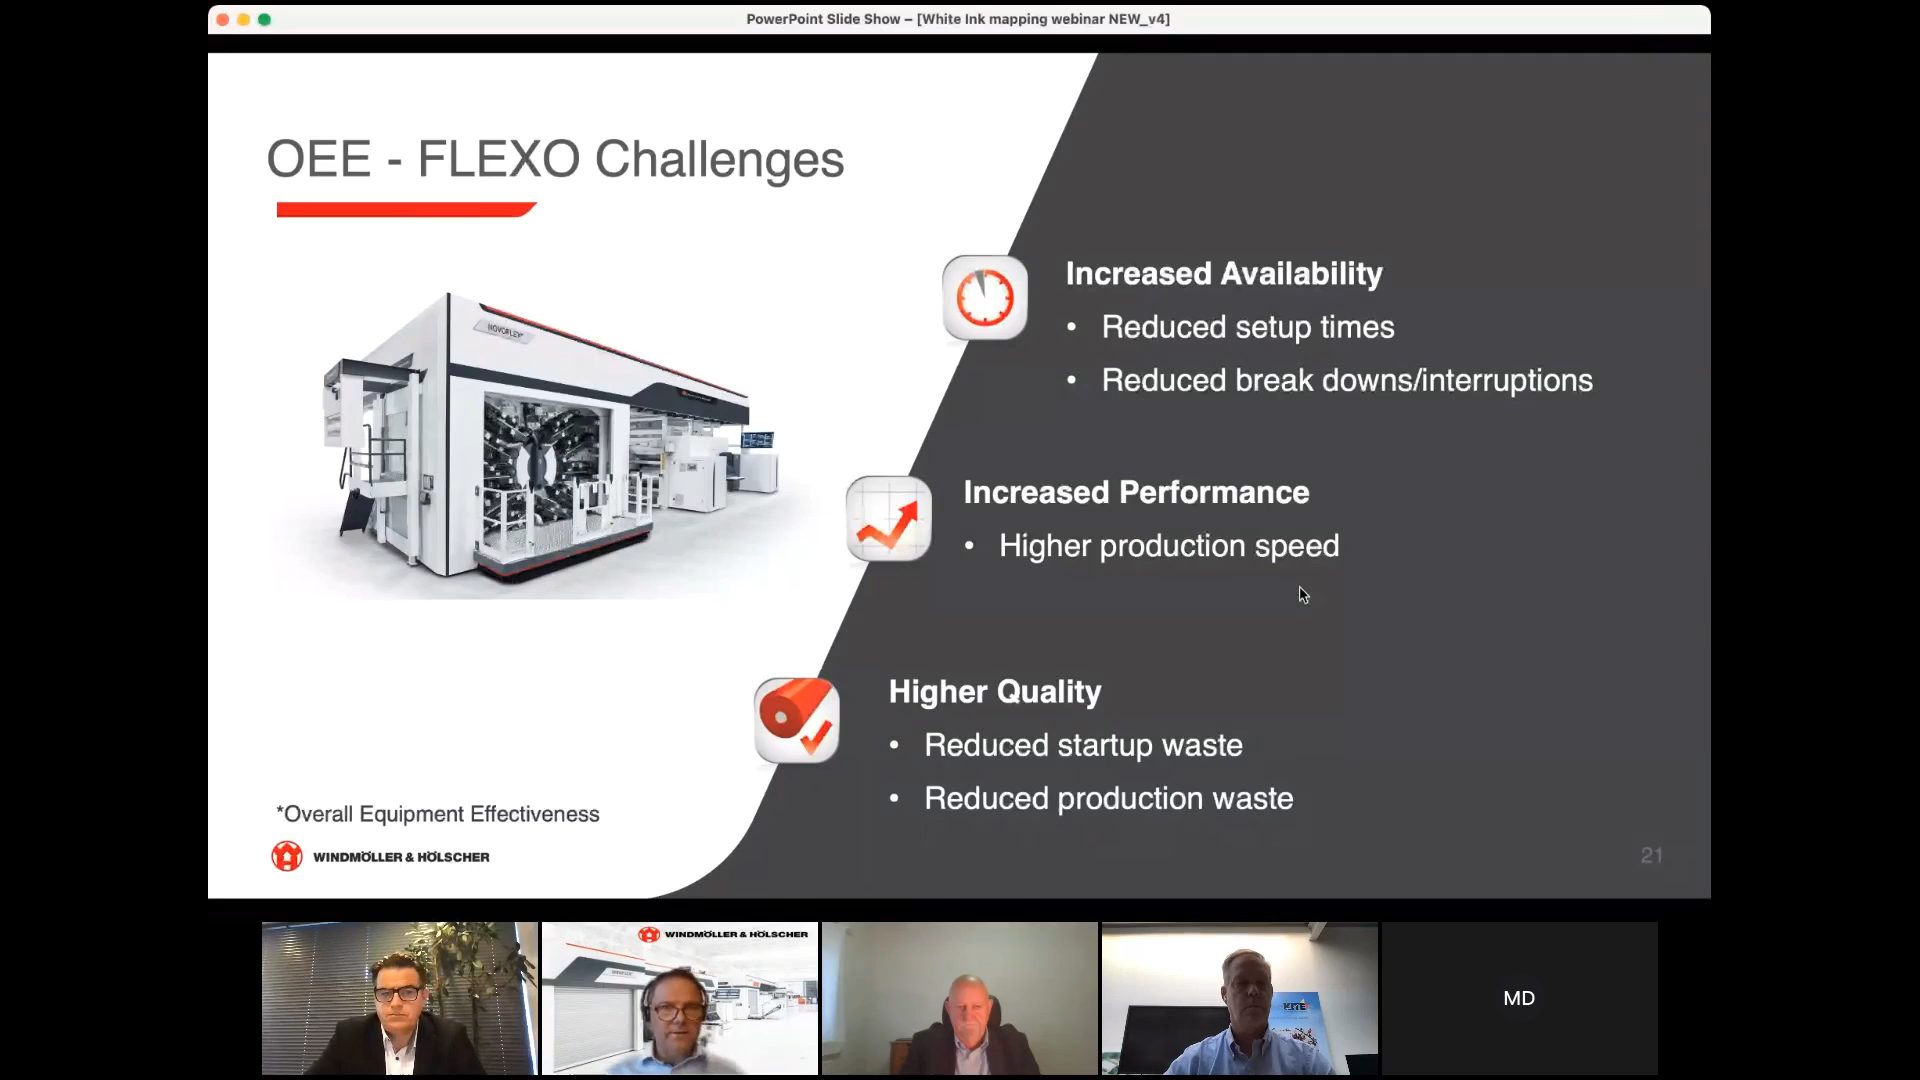 PowerPoint Slide Show – [White Ink mapping webinar NEW_v4]
OEE - FLEXO Challenges
NOVOFLEX
Increased Availability
• Reduced setup times
• Reduced break downs/interruptions
Increased Performance
• Higher production speed
Higher Quality
• Reduced startup waste
• Reduced production waste
*Overall Equipment Effectiveness
WINDMÖLLER & HÖLSCHER
21
WINDMÖLLER & HÖLSCHER
MD